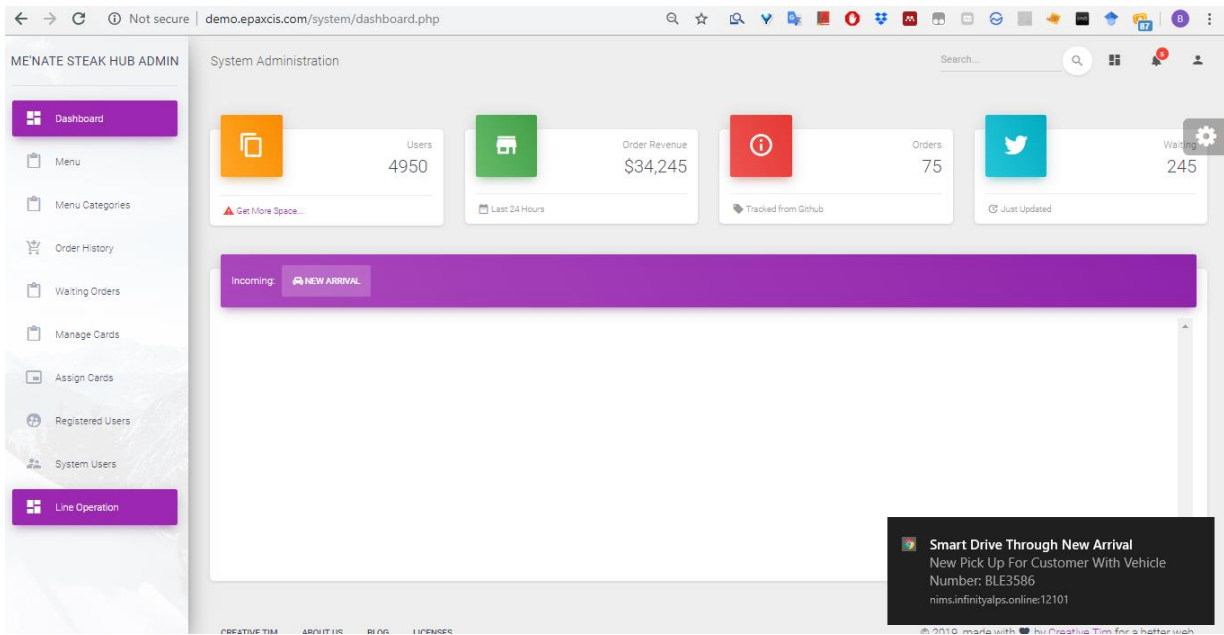 Not secure | demo.epaxcis.com/system/dashboard.php
87
B
ME'NATE STEAK HUB ADMIN
System Administration
Search...
5
Dashboard
Menu
Menu Categories
Order History
Waiting Orders
Manage Cards
Assign Cards
Registered Users
System Users
Line Operation
Users
4950
Get More Space...
Order Revenue
$34,245
Last 24 Hours
Orders
75
Tracked from Github
Waiting
245
Just Updated
Incoming:
NEW ARRIVAL
Smart Drive Through New Arrival
New Pick Up For Customer With Vehicle
Number: BLE3586
nims.infinityalps.online:12101
CREATIVE TIM ABOUT US BLOG LICENSES
© 2019, made with by Creative Tim for a better web.